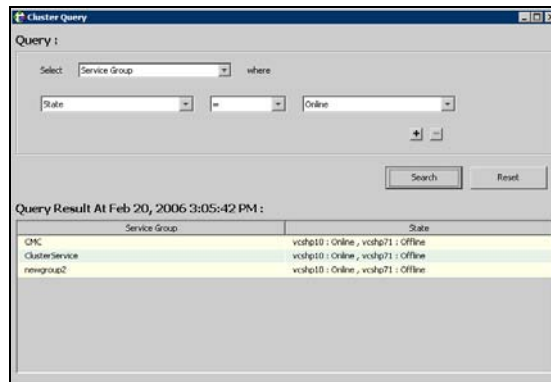 Cluster Query
Query :
Select Service Group where
State = Online
+ −
Search Reset
Query Result At Feb 20, 2006 3:05:42 PM :
Service Group State
CMC vcshp10 : Online , vcshp71 : Offline
ClusterService vcshp10 : Online , vcshp71 : Offline
newgroup2 vcshp10 : Online , vcshp71 : Offline